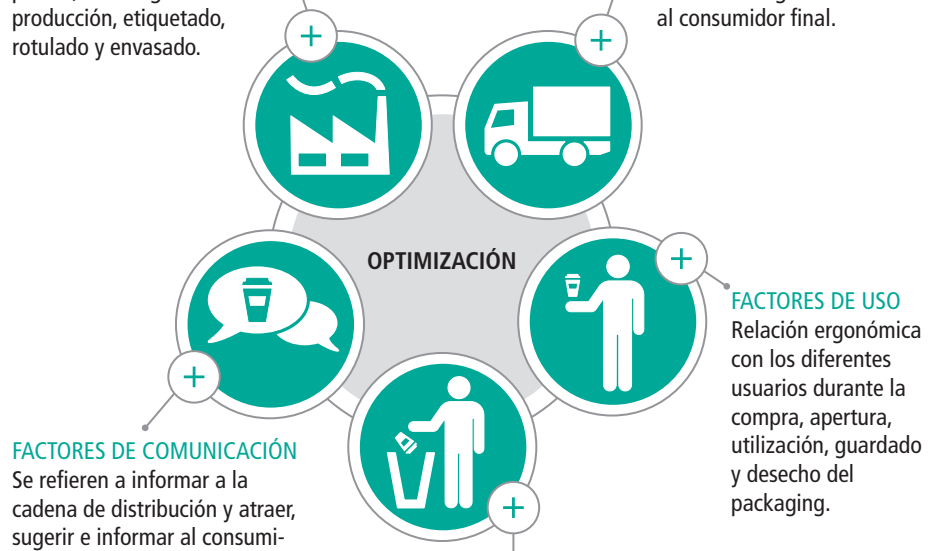 producción, etiquetado,
rotulado y envasado.
al consumidor final.
OPTIMIZACIÓN
FACTORES DE USO
Relación ergonómica
con los diferentes
usuarios durante la
compra, apertura,
utilización, guardado
y desecho del
packaging.
FACTORES DE COMUNICACIÓN
Se refieren a informar a la
cadena de distribución y atraer,
sugerir e informar al consumi-